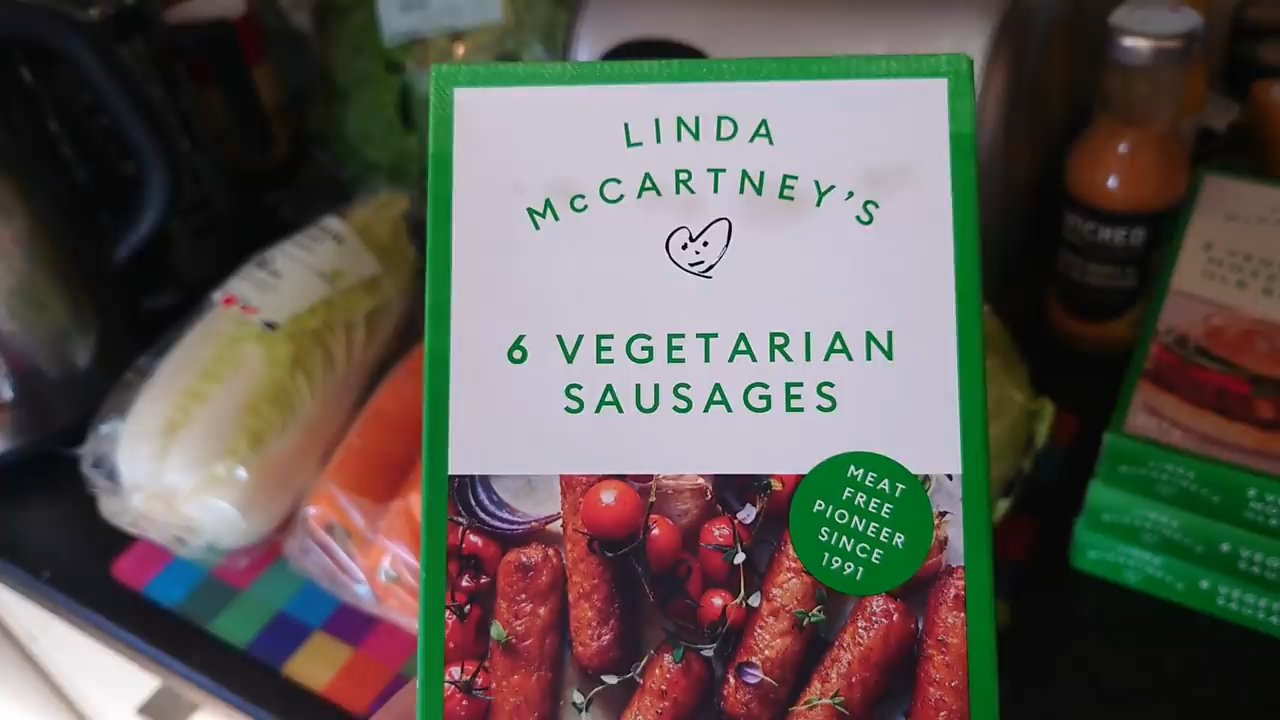 LINDA
McCARTNEY'S
6 VEGETARIAN
SAUSAGES
MEAT
FREE
PIONEER
SINCE
1991